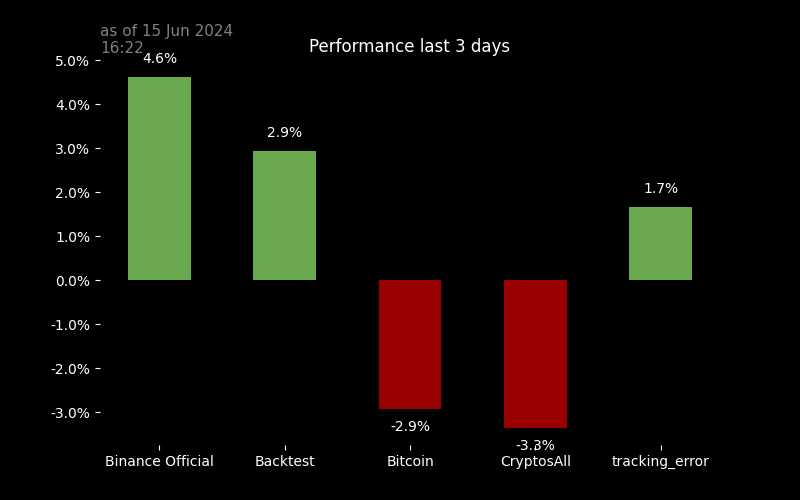 as of 15 Jun 2024
16:22
Performance last 3 days
5.0%
4.0%
3.0%
2.0%
1.0%
0.0%
-1.0%
-2.0%
-3.0%
4.6%
2.9%
-2.9%
-3.3%
1.7%
Binance Official
Backtest
Bitcoin
CryptosAll
tracking_error